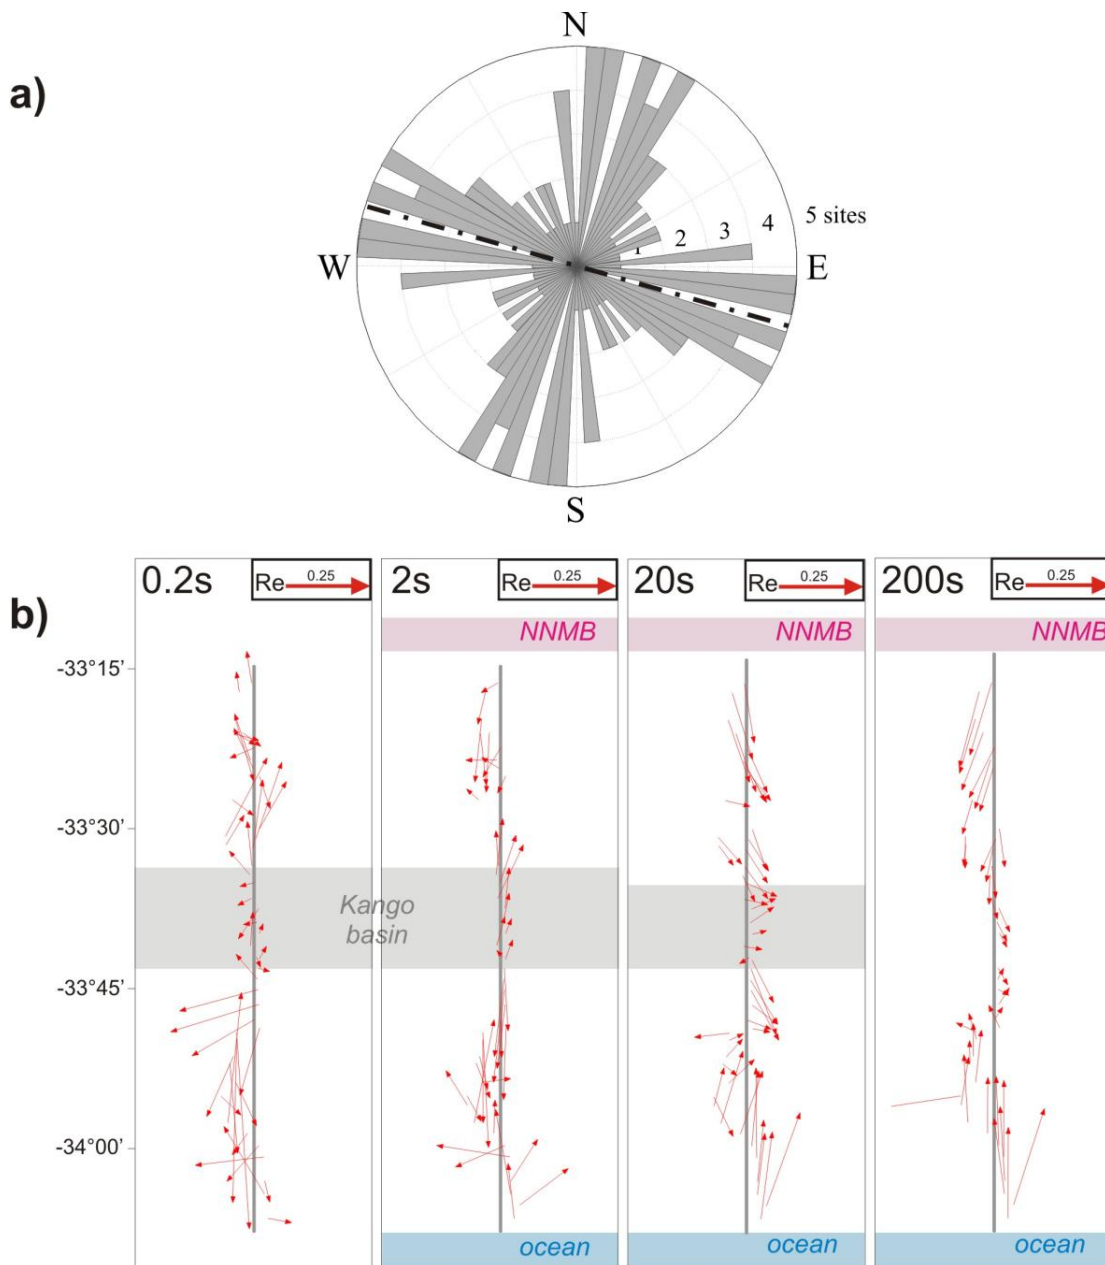 a)
N
W
E
S
1
2
3
4
5 sites
b)
0.2s
Re
0.25
2s
Re
0.25
20s
Re
0.25
200s
Re
0.25
NNMB
NNMB
NNMB
-33°15'
-33°30'
Kango
basin
-33°45'
-34°00'
ocean
ocean
ocean